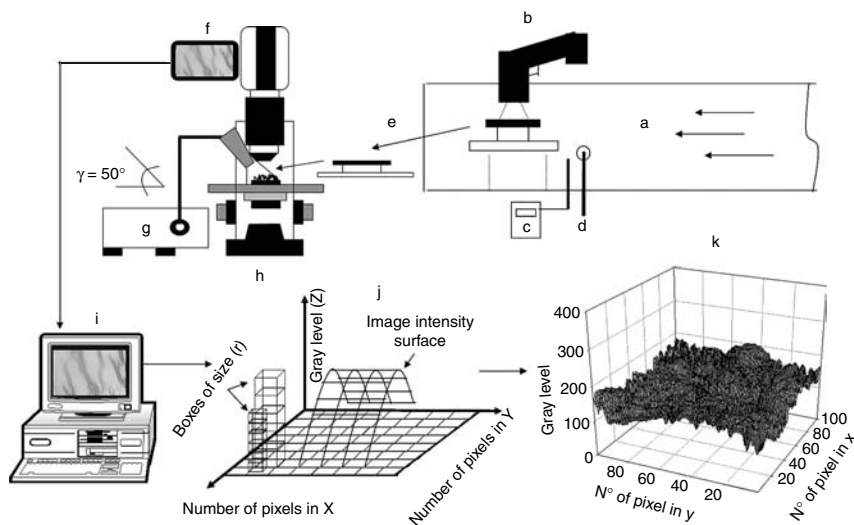 f
b
e
a
γ = 50°
g
c
d
h
k
i
j
Gray level (Z)
Image intensity
surface
Boxes of size (r)
Number of pixels in X
Number of pixels in Y
Gray level
400
300
200
100
0
80
60
40
20
N° of pixel in y
20
40
60
80
100
N° of pixel in x